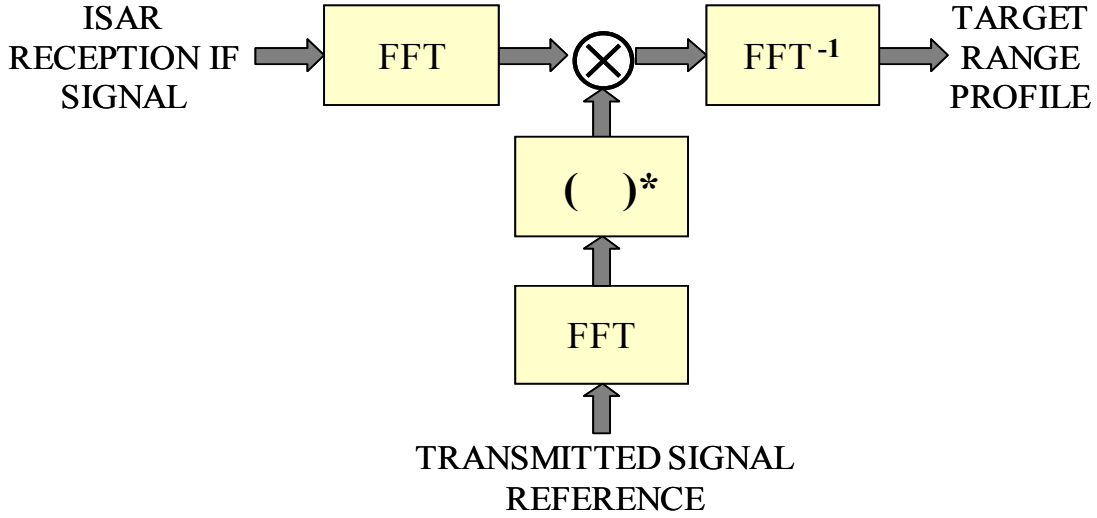 ISAR
RECEPTION IF
SIGNAL
FFT
FFT -1
TARGET
RANGE
PROFILE
( )*
FFT
TRANSMITTED SIGNAL
REFERENCE